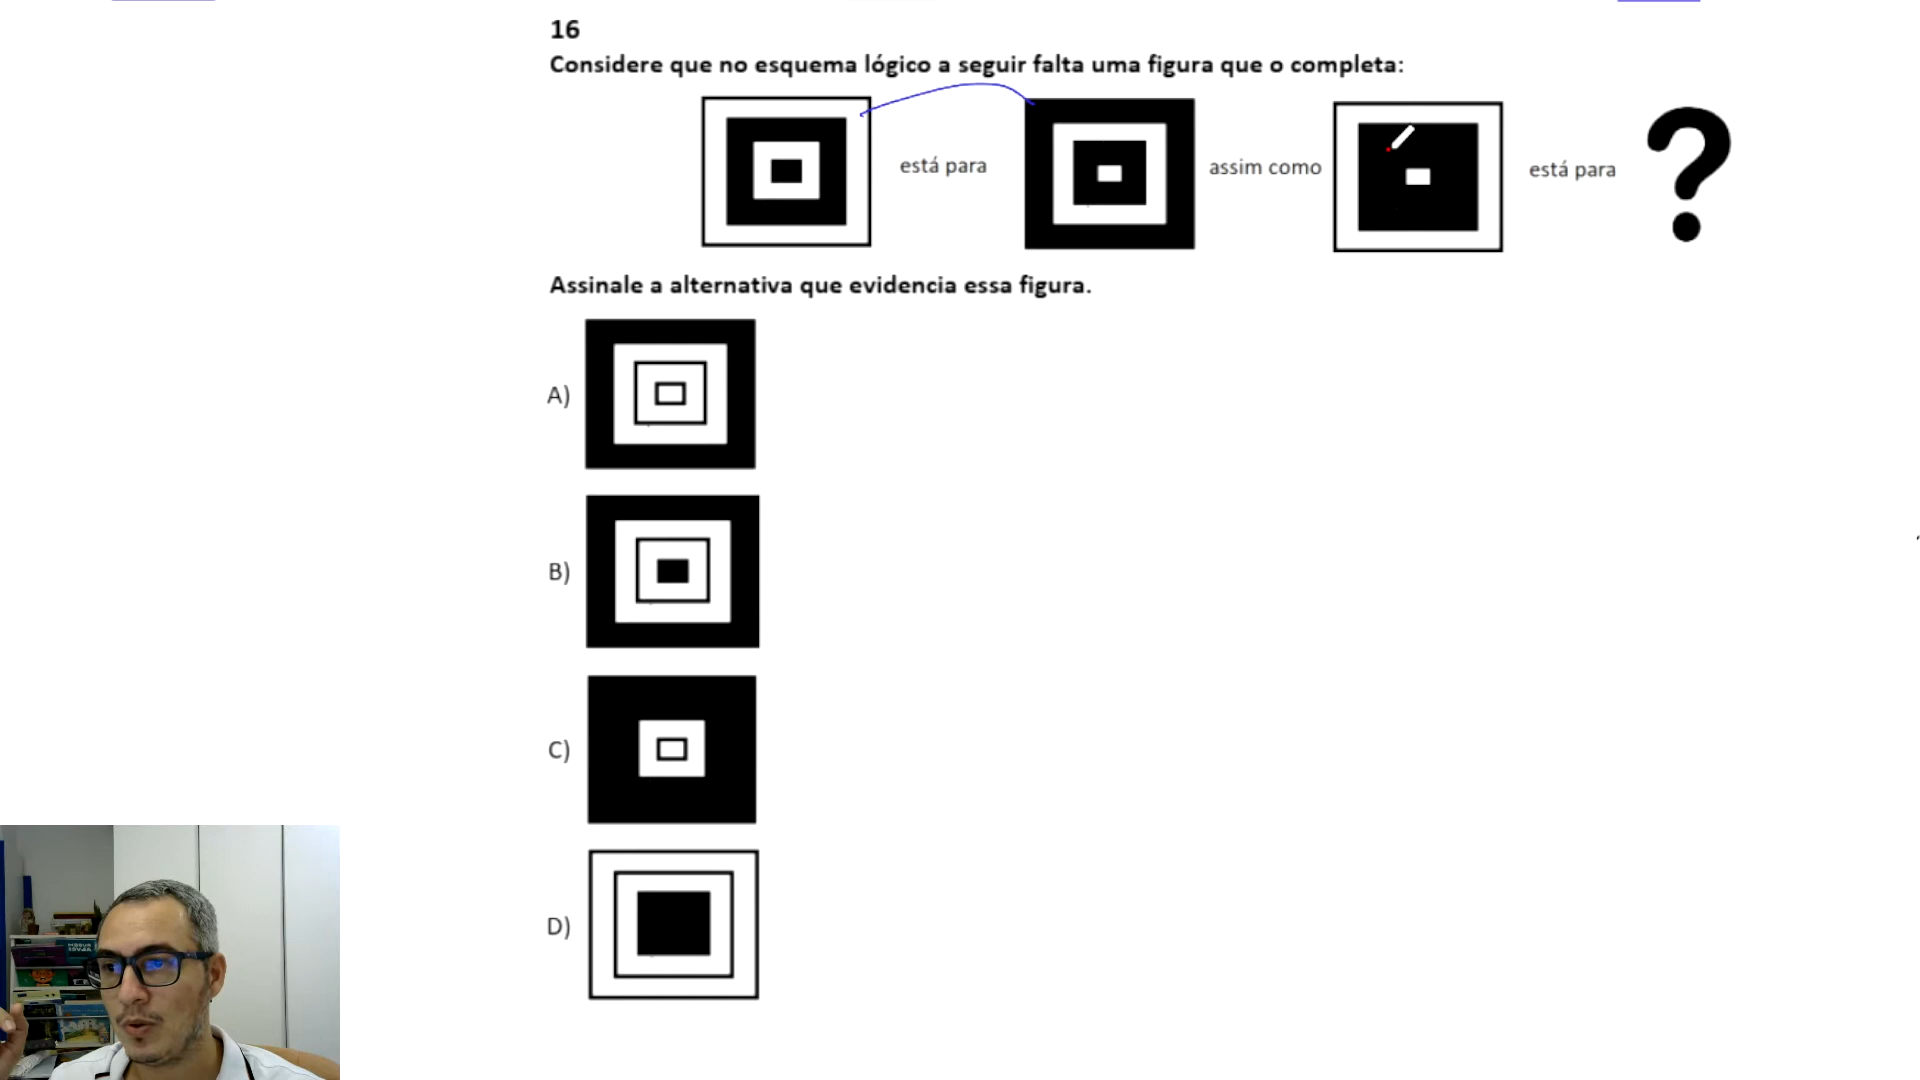 16
Considere que no esquema lógico a seguir falta uma figura que o completa:
está para assim como está para ?
Assinale a alternativa que evidencia essa figura.
A)
B)
C)
D)